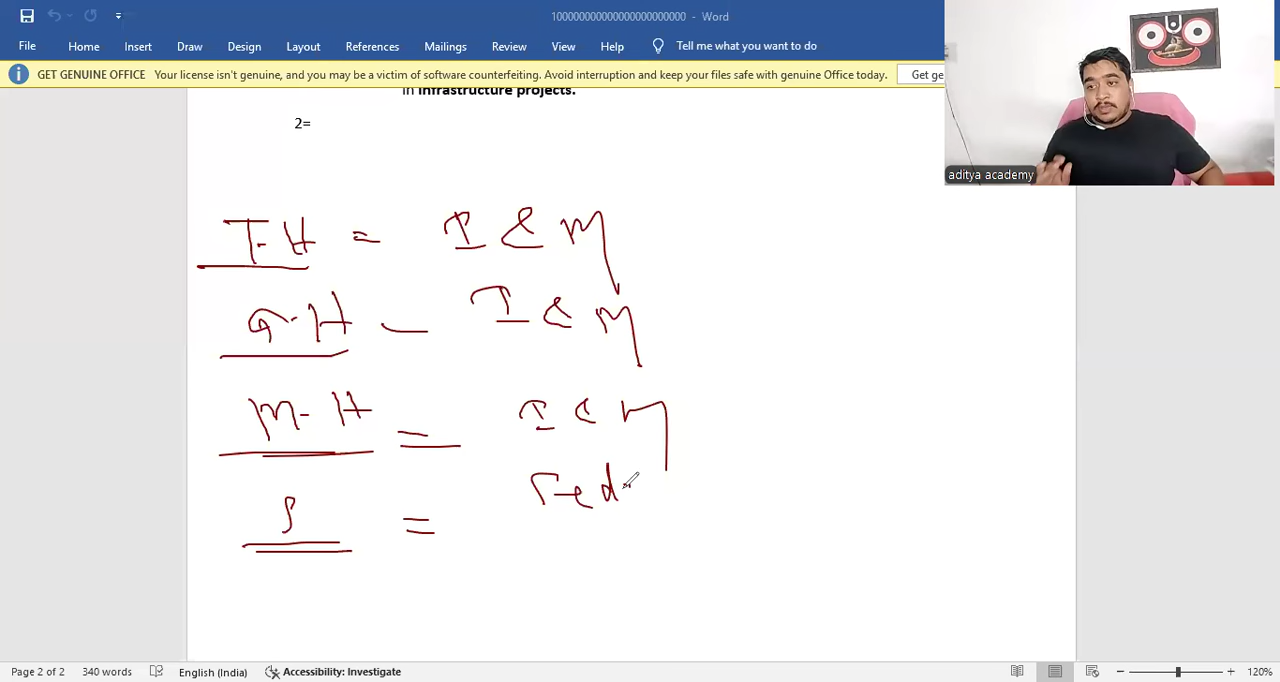 100000000000000000000000 - Word
File Home Insert Draw Design Layout References Mailings Review View Help Tell me what you want to do
GET GENUINE OFFICE Your license isn't genuine, and you may be a victim of software counterfeiting. Avoid interruption and keep your files safe with genuine Office today. Get ge
in infrastructure projects.
2=
aditya academy
T-H = I & M
G-H - I & M
M-H = I & M
Fed
=
Page 2 of 2 340 words English (India) Accessibility: Investigate 120%